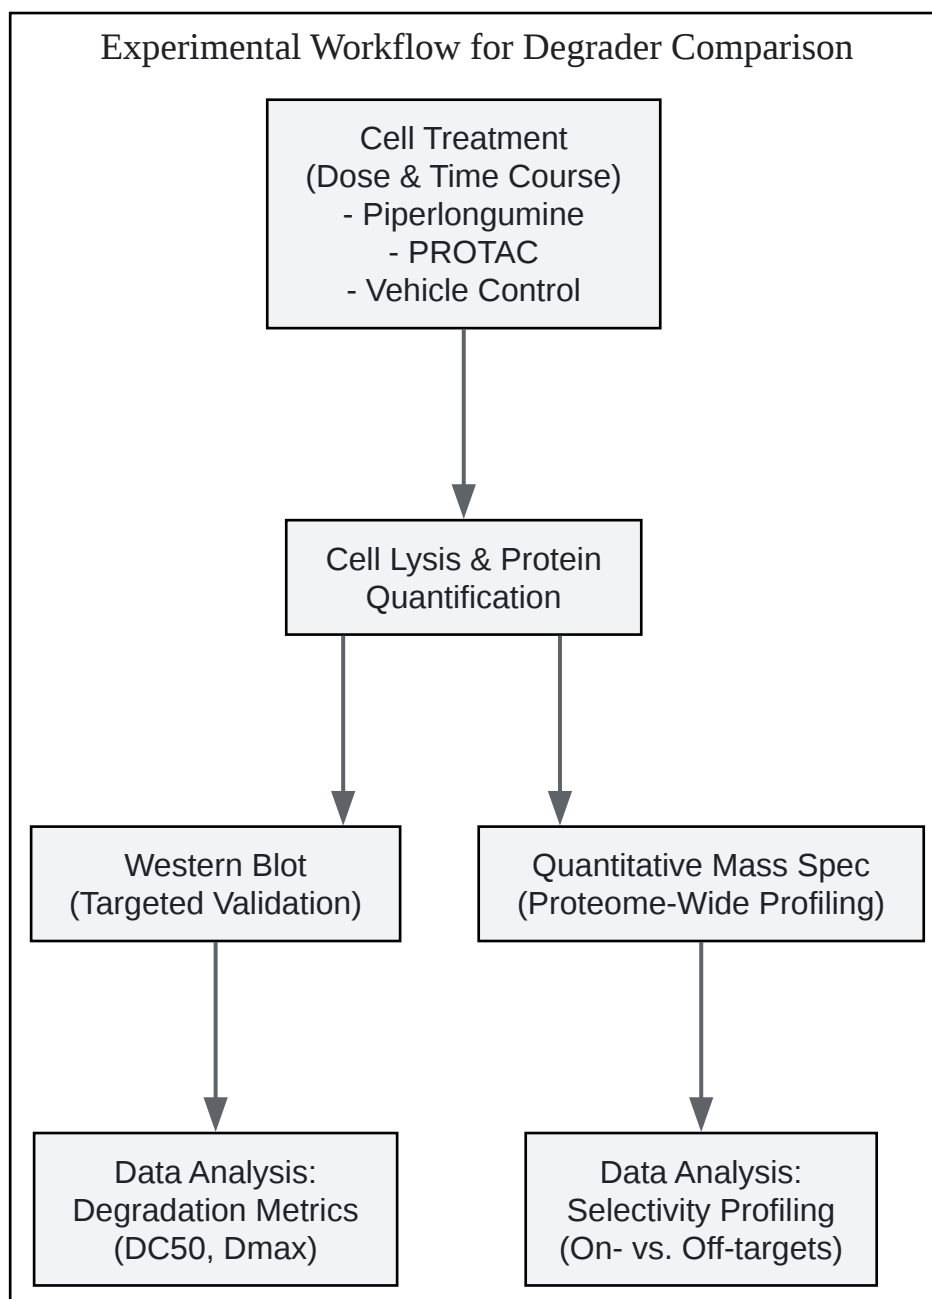 Experimental Workflow for Degrader Comparison
Cell Treatment
(Dose & Time Course)
- Piperlongumine
- PROTAC
- Vehicle Control
Cell Lysis & Protein
Quantification
Western Blot
(Targeted Validation)
Quantitative Mass Spec
(Proteome-Wide Profiling)
Data Analysis:
Degradation Metrics
(DC50, Dmax)
Data Analysis:
Selectivity Profiling
(On- vs. Off-targets)